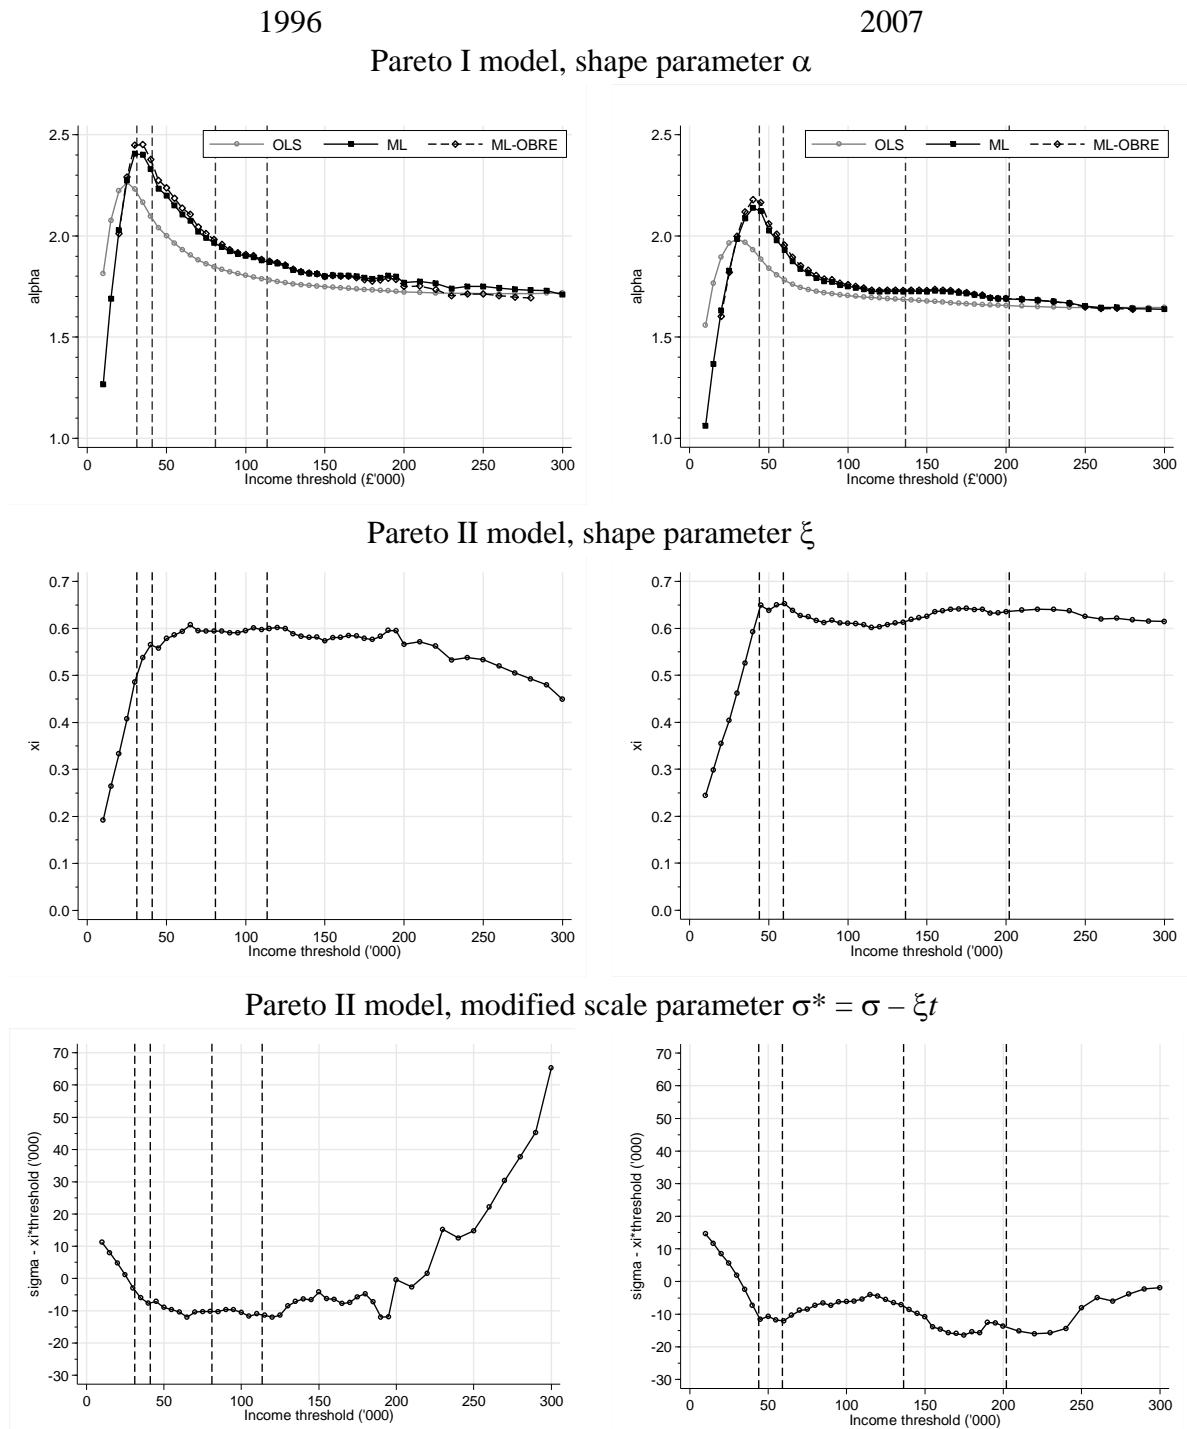 1996 2007
Pareto I model, shape parameter α
2.5
2.0
1.5
1.0
alpha
OLS ML ML-OBRE
0 50 100 150 200 250 300
Income threshold (£'000)
2.5
2.0
1.5
1.0
alpha
OLS ML ML-OBRE
0 50 100 150 200 250 300
Income threshold (£'000)
Pareto II model, shape parameter ξ
0.7
0.6
0.5
0.4
0.3
0.2
0.1
0.0
xi
0 50 100 150 200 250 300
Income threshold ('000)
0.7
0.6
0.5
0.4
0.3
0.2
0.1
0.0
xi
0 50 100 150 200 250 300
Income threshold ('000)
Pareto II model, modified scale parameter σ* = σ – ξt
70
60
50
40
30
20
10
0
-10
-20
-30
sigma - xi*threshold ('000)
0 50 100 150 200 250 300
Income threshold ('000)
70
60
50
40
30
20
10
0
-10
-20
-30
sigma - xi*threshold ('000)
0 50 100 150 200 250 300
Income threshold ('000)